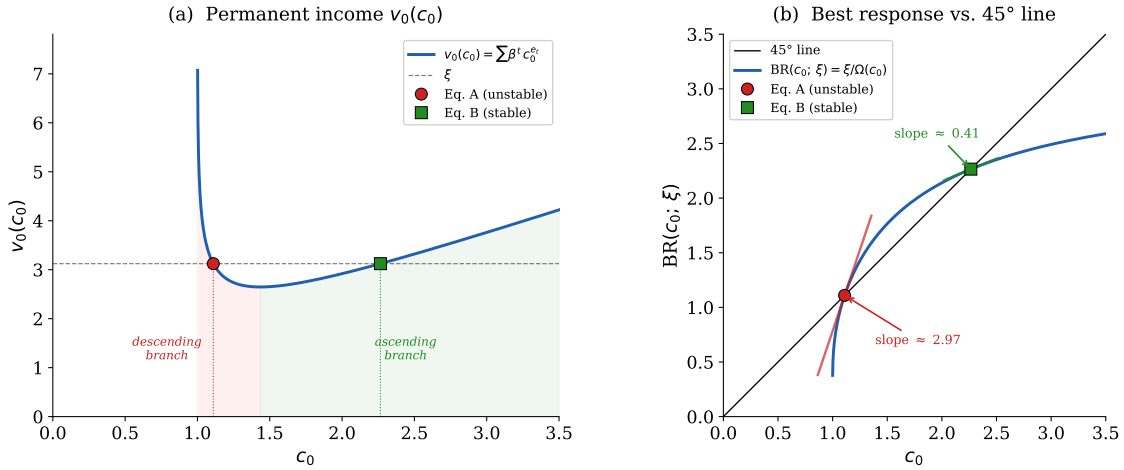 (a)  Permanent income v₀(c₀)
v₀(c₀)
7
6
5
4
3
2
1
0
v₀(c₀) = ∑βᵗ c₀^{eₜ}
ξ
Eq. A (unstable)
Eq. B (stable)
descending
branch
ascending
branch
0.0 0.5 1.0 1.5 2.0 2.5 3.0 3.5
c₀
(b)  Best response vs. 45° line
BR(c₀; ξ)
3.5
3.0
2.5
2.0
1.5
1.0
0.5
0.0
45° line
BR(c₀; ξ) = ξ/Ω(c₀)
Eq. A (unstable)
Eq. B (stable)
slope ≈ 0.41
slope ≈ 2.97
0.0 0.5 1.0 1.5 2.0 2.5 3.0 3.5
c₀